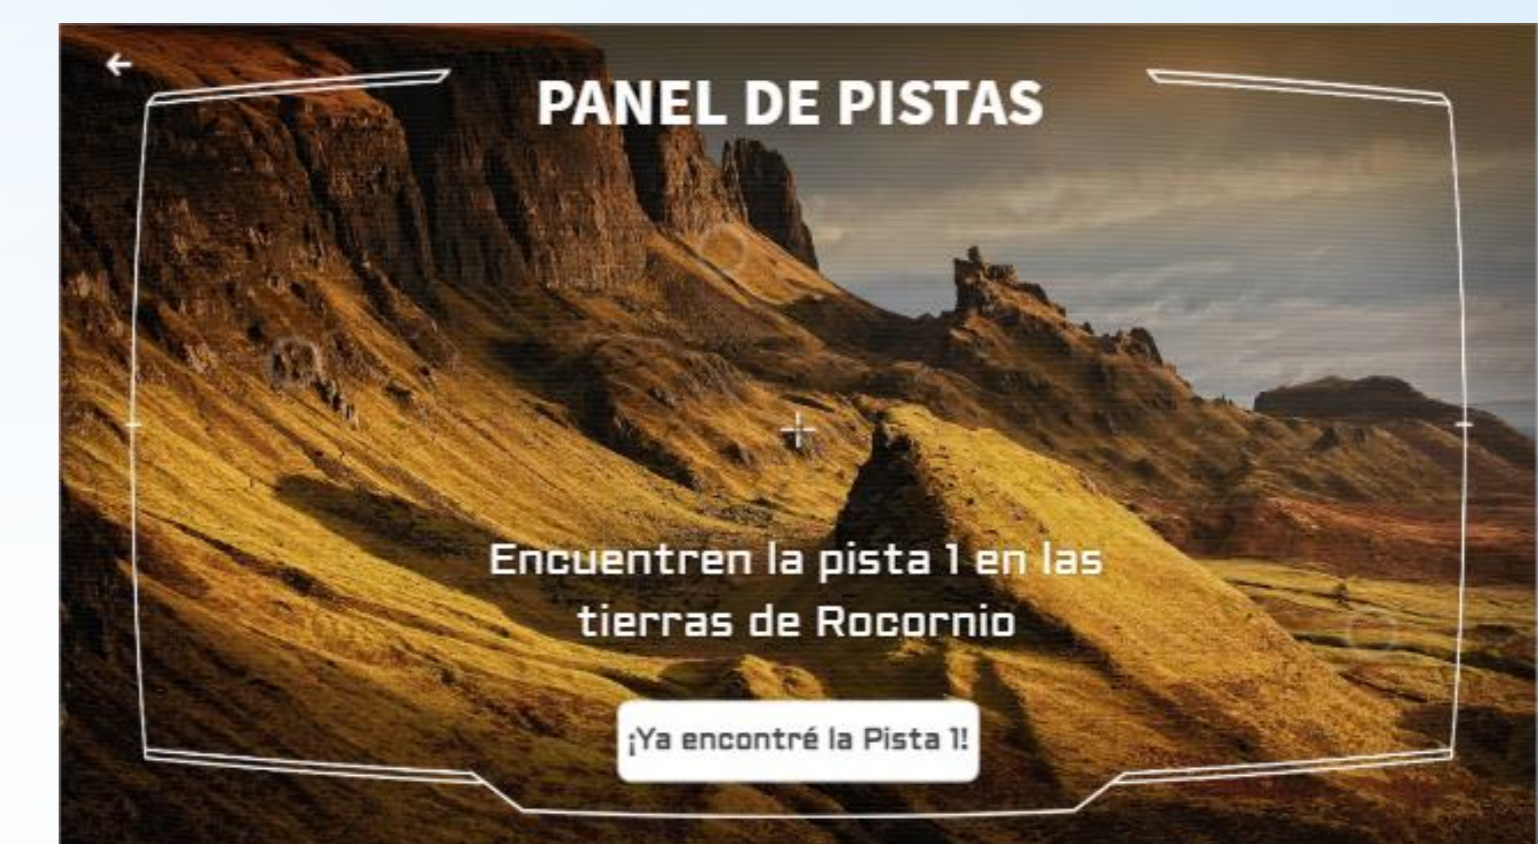 PANEL DE PISTAS
Encuentren la pista 1 en las
tierras de Rocornio
¡Ya encontré la Pista 1!